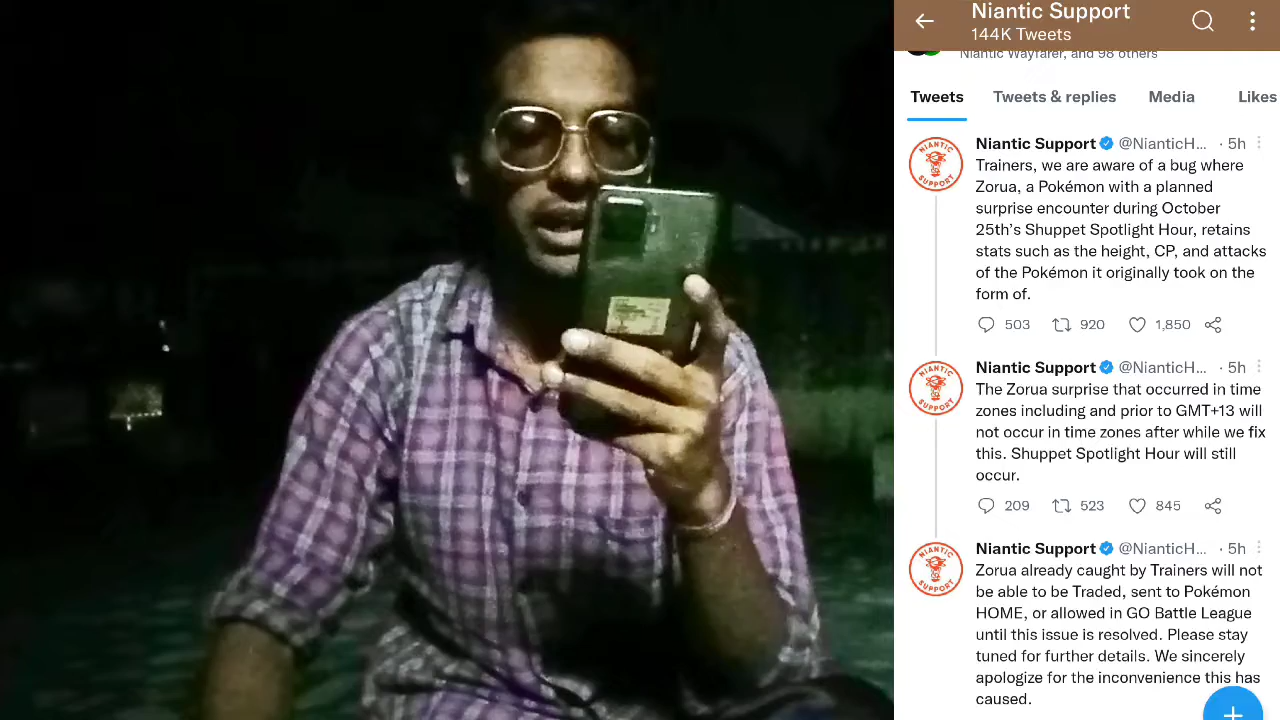 Niantic Support
144K Tweets
Niantic Wayfarer, and 98 others
Tweets Tweets & replies Media Likes
Niantic Support @NianticH... · 5h
Trainers, we are aware of a bug where
Zorua, a Pokémon with a planned
surprise encounter during October
25th's Shuppet Spotlight Hour, retains
stats such as the height, CP, and attacks
of the Pokémon it originally took on the
form of.
503 920 1,850
Niantic Support @NianticH... · 5h
The Zorua surprise that occurred in time
zones including and prior to GMT+13 will
not occur in time zones after while we fix
this. Shuppet Spotlight Hour will still
occur.
209 523 845
Niantic Support @NianticH... · 5h
Zorua already caught by Trainers will not
be able to be Traded, sent to Pokémon
HOME, or allowed in GO Battle League
until this issue is resolved. Please stay
tuned for further details. We sincerely
apologize for the inconvenience this has
caused.
NIANTIC
SUPPORT
NIANTIC
SUPPORT
NIANTIC
SUPPORT